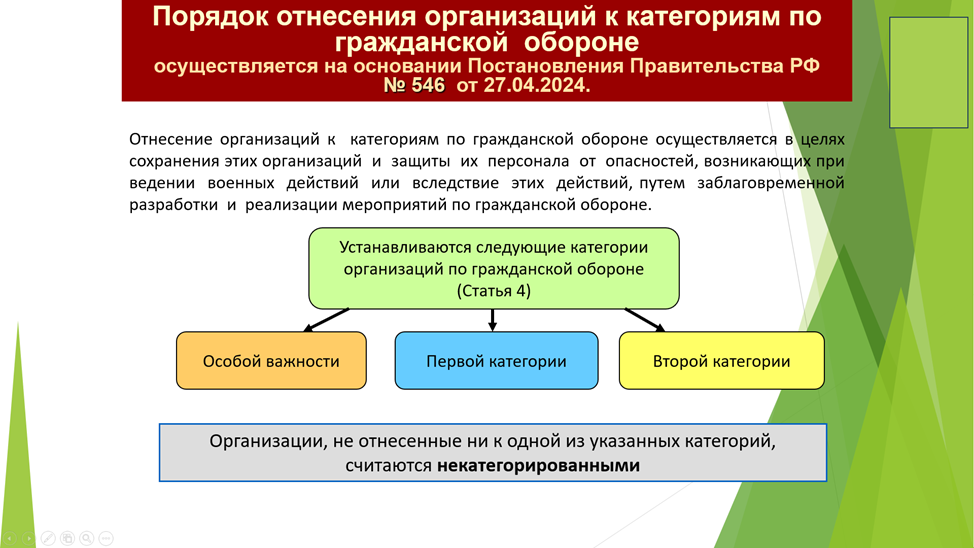 Порядок отнесения организаций к категориям по
гражданской обороне
осуществляется на основании Постановления Правительства РФ
№ 546 от 27.04.2024.
Отнесение организаций к категориям по гражданской обороне осуществляется в целях
сохранения этих организаций и защиты их персонала от опасностей, возникающих при
ведении военных действий или вследствие этих действий, путем заблаговременной
разработки и реализации мероприятий по гражданской обороне.
Устанавливаются следующие категории
организаций по гражданской обороне
(Статья 4)
Особой важности
Первой категории
Второй категории
Организации, не отнесенные ни к одной из указанных категорий,
считаются некатегорированными